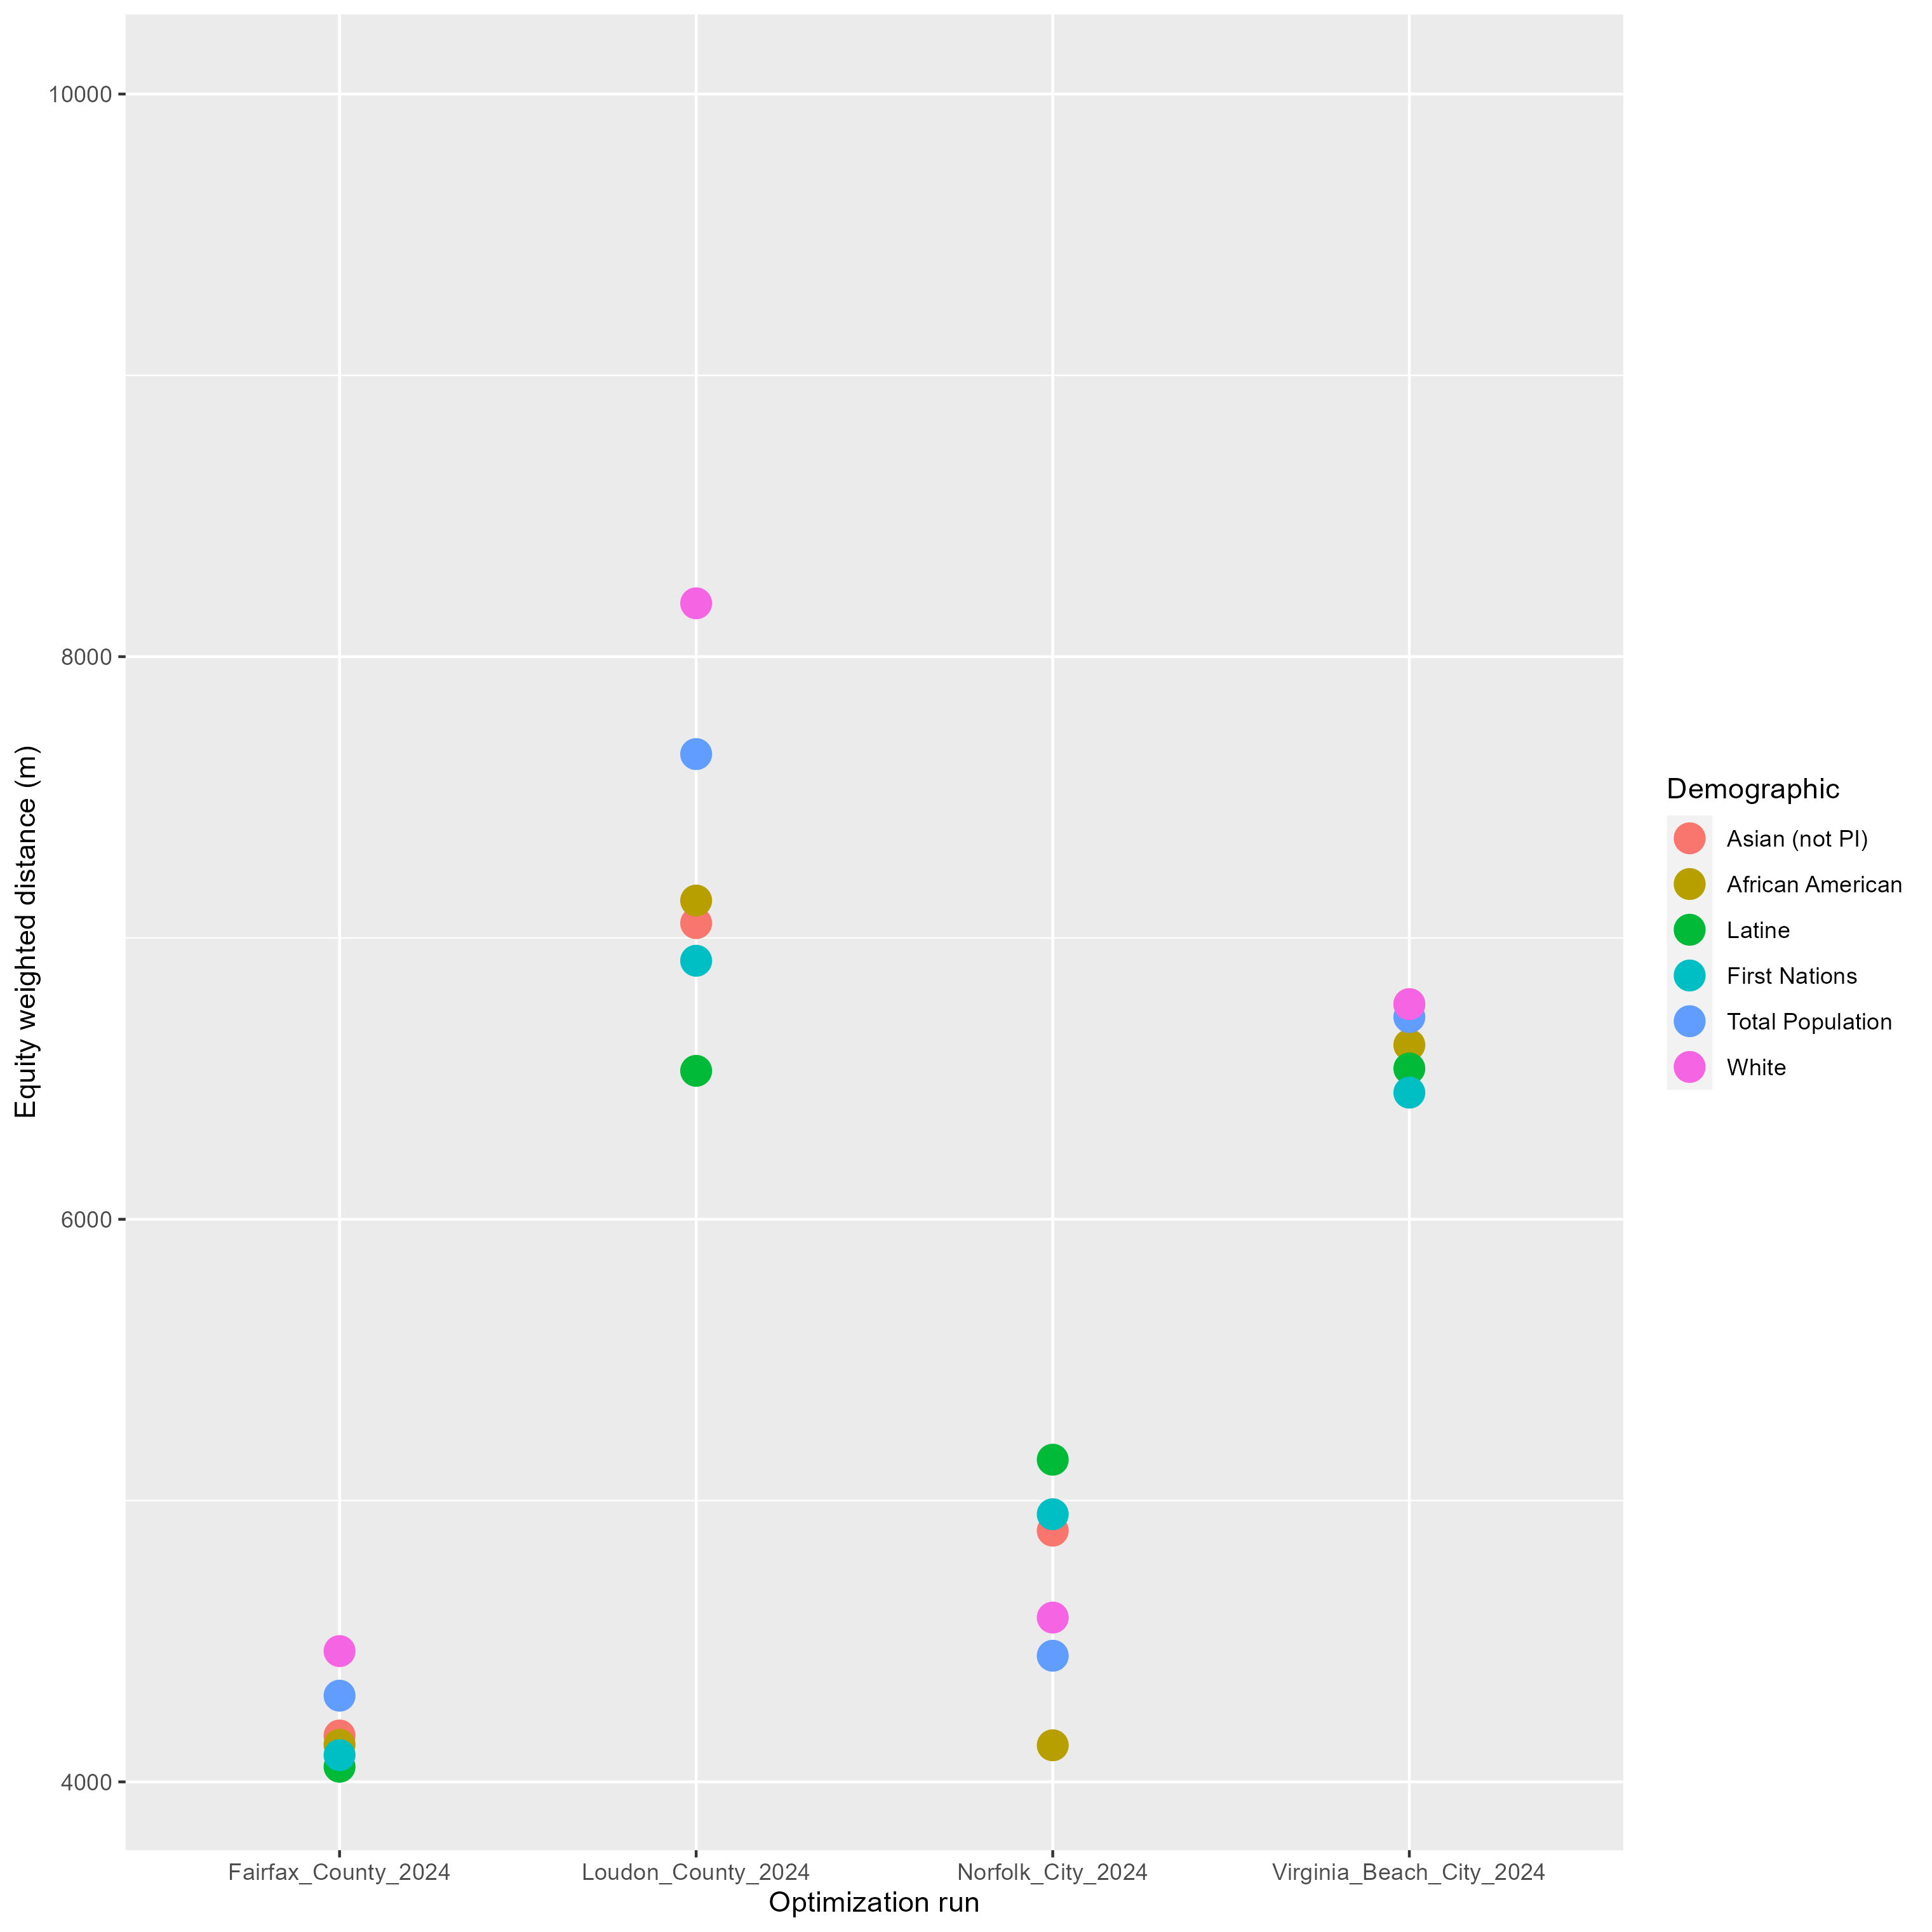 Equity weighted distance (m)
10000
8000
6000
4000
Fairfax_County_2024
Loudon_County_2024
Norfolk_City_2024
Virginia_Beach_City_2024
Optimization run
Demographic
Asian (not PI)
African American
Latine
First Nations
Total Population
White